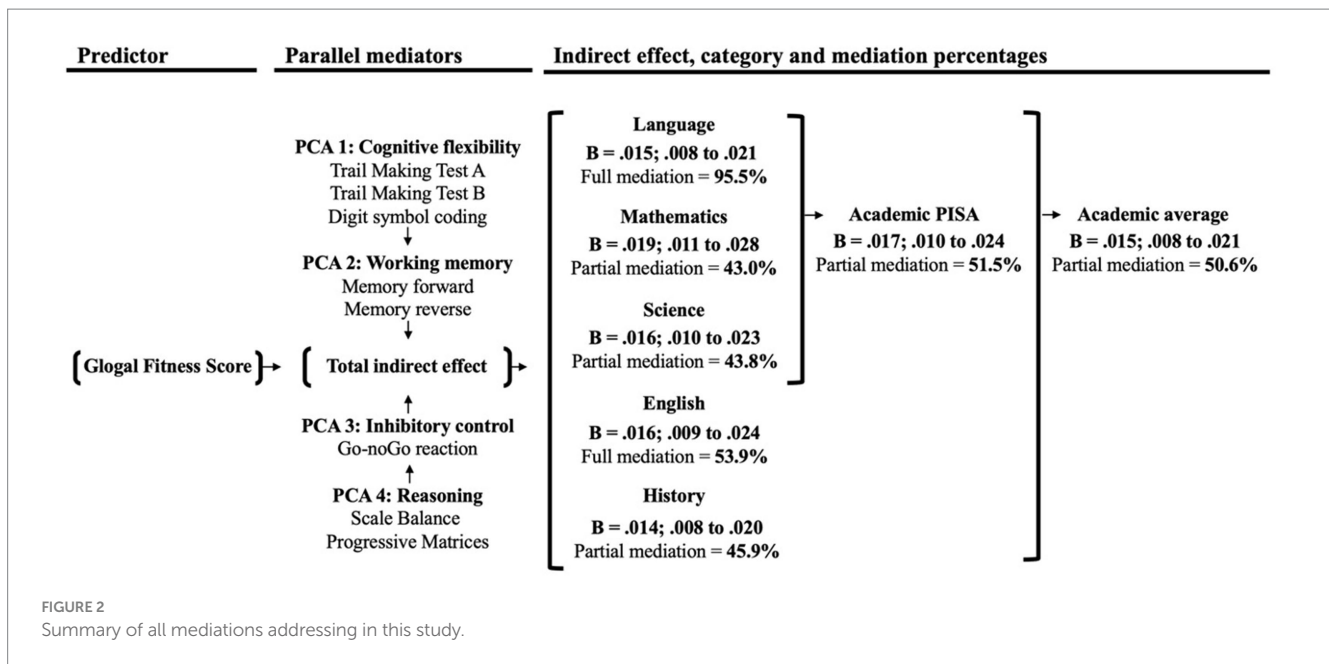 Predictor
Parallel mediators
Indirect effect, category and mediation percentages
PCA 1: Cognitive flexibility
Trail Making Test A
Trail Making Test B
Digit symbol coding
PCA 2: Working memory
Memory forward
Memory reverse
Glogal Fitness Score
Total indirect effect
PCA 3: Inhibitory control
Go-noGo reaction
PCA 4: Reasoning
Scale Balance
Progressive Matrices
Language
B = .015; .008 to .021
Full mediation = 95.5%
Mathematics
B = .019; .011 to .028
Partial mediation = 43.0%
Science
B = .016; .010 to .023
Partial mediation = 43.8%
English
B = .016; .009 to .024
Full mediation = 53.9%
History
B = .014; .008 to .020
Partial mediation = 45.9%
Academic PISA
B = .017; .010 to .024
Partial mediation = 51.5%
Academic average
B = .015; .008 to .021
Partial mediation = 50.6%
FIGURE 2
Summary of all mediations addressing in this study.